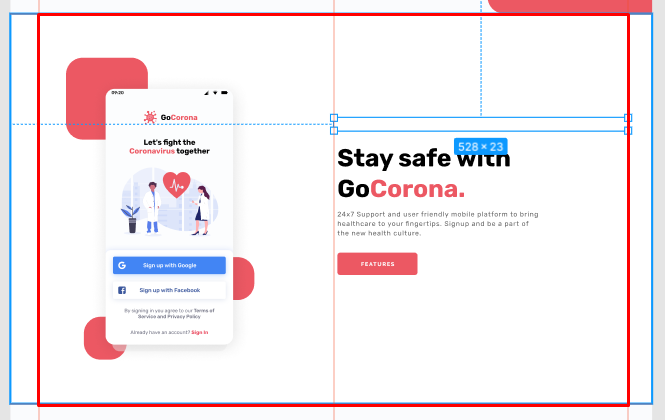 09:20
GoCorona
Let's fight the
Coronavirus together
G Sign up with Google
f Sign up with Facebook
By signing in you agree to our Terms of
Service and Privacy Policy
Already have an account? Sign In
528 × 23
Stay safe with
GoCorona.
24x7 Support and user friendly mobile platform to bring
healthcare to your fingertips. Signup and be a part of
the new health culture.
FEATURES